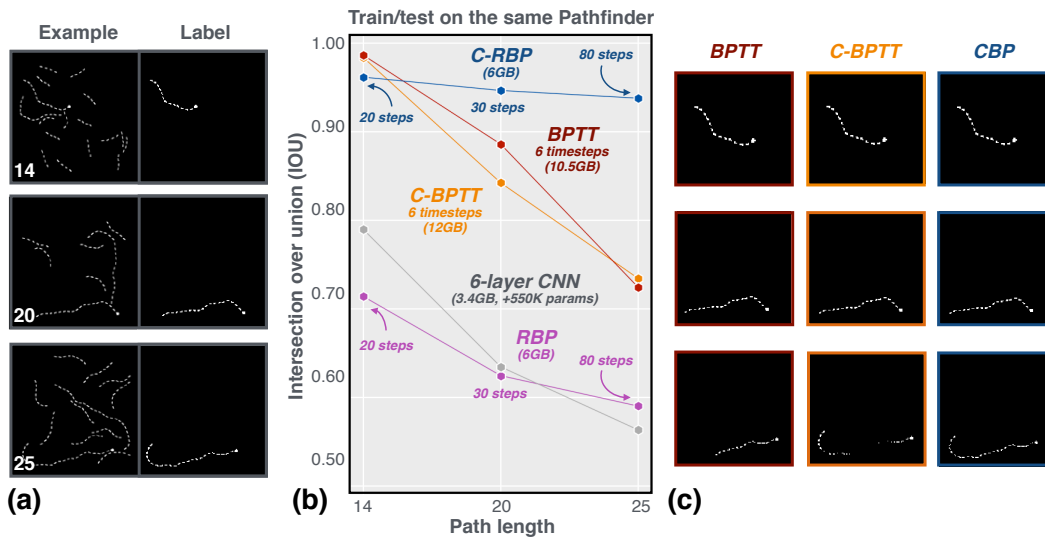 Example Label
14
20
25
(a)
Train/test on the same Pathfinder
Intersection over union (IOU)
1.00
0.90
0.80
0.70
0.60
0.50
C-RBP
(6GB)
80 steps
20 steps
30 steps
BPTT
6 timesteps
(10.5GB)
C-BPTT
6 timesteps
(12GB)
6-layer CNN
(3.4GB, +550K params)
20 steps
RBP
(6GB)
80 steps
30 steps
14 20 25
Path length
(b)
BPTT C-BPTT CBP
(c)